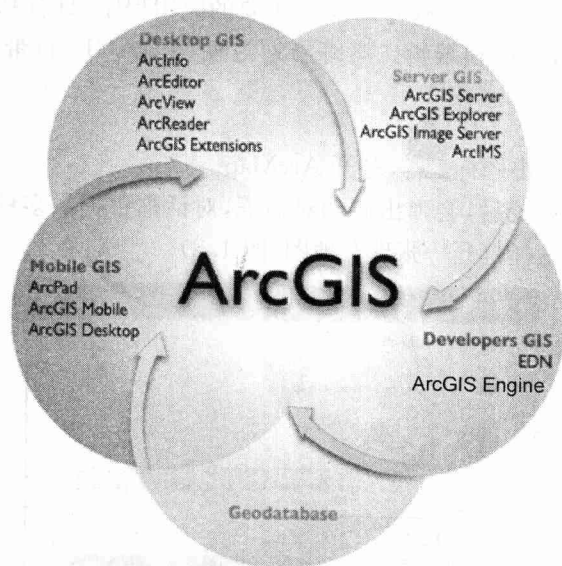 Desktop GIS
ArcInfo
ArcEditor
ArcView
ArcReader
ArcGIS Extensions
Server GIS
ArcGIS Server
ArcGIS Explorer
ArcGIS Image Server
ArcIMS
Mobile GIS
ArcPad
ArcGIS Mobile
ArcGIS Desktop
ArcGIS
Developers GIS
EDN
ArcGIS Engine
Geodatabase